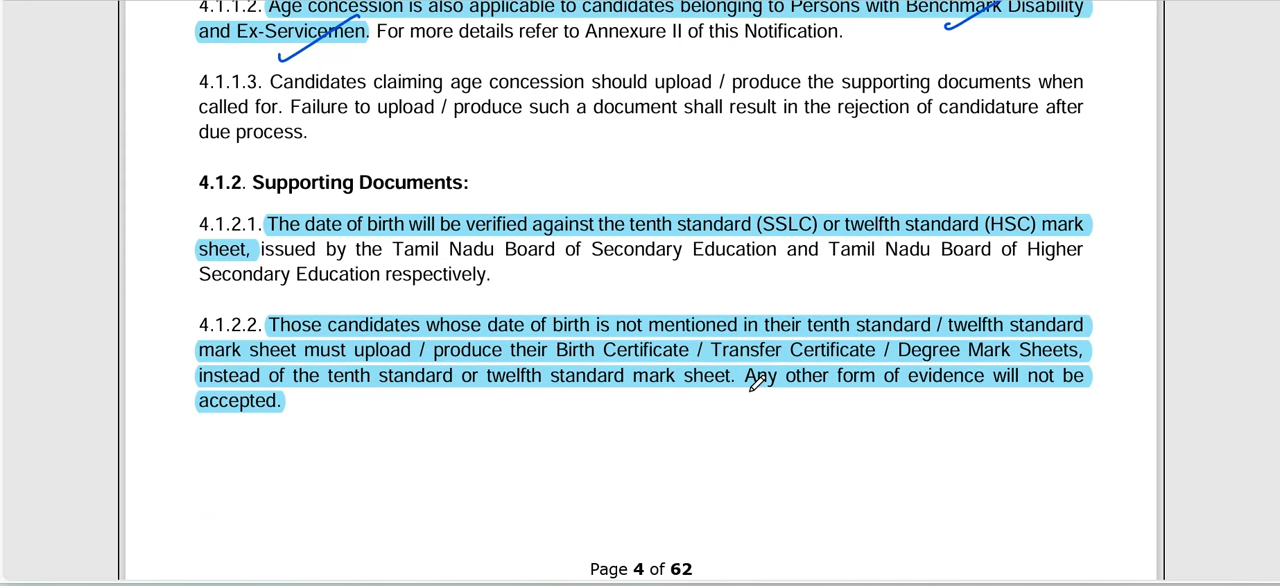 4.1.1.2. Age concession is also applicable to candidates belonging to Persons with Benchmark Disability
and Ex-Servicemen. For more details refer to Annexure II of this Notification.
4.1.1.3. Candidates claiming age concession should upload / produce the supporting documents when
called for. Failure to upload / produce such a document shall result in the rejection of candidature after
due process.
4.1.2. Supporting Documents:
4.1.2.1. The date of birth will be verified against the tenth standard (SSLC) or twelfth standard (HSC) mark
sheet, issued by the Tamil Nadu Board of Secondary Education and Tamil Nadu Board of Higher
Secondary Education respectively.
4.1.2.2. Those candidates whose date of birth is not mentioned in their tenth standard / twelfth standard
mark sheet must upload / produce their Birth Certificate / Transfer Certificate / Degree Mark Sheets,
instead of the tenth standard or twelfth standard mark sheet. Any other form of evidence will not be
accepted.
Page 4 of 62